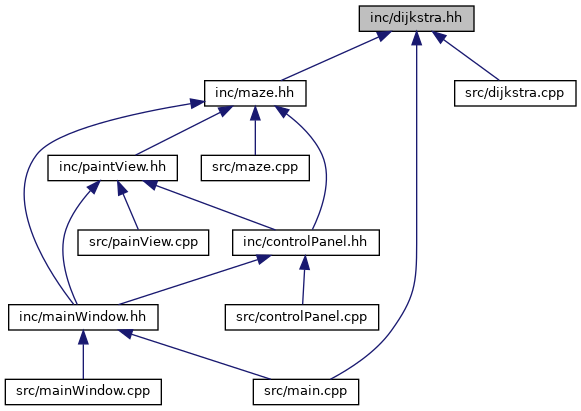 inc/dijkstra.hh
inc/maze.hh
src/dijkstra.cpp
inc/paintView.hh
src/maze.cpp
src/painView.cpp
inc/controlPanel.hh
inc/mainWindow.hh
src/controlPanel.cpp
src/mainWindow.cpp
src/main.cpp